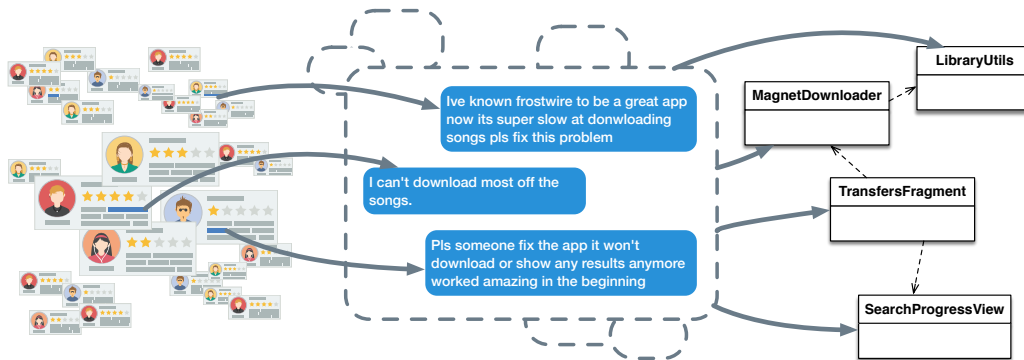 Ive known frostwire to be a great app
now its super slow at donwloading
songs pls fix this problem
I can't download most off the
songs.
Pls someone fix the app it won't
download or show any results anymore
worked amazing in the beginning
LibraryUtils
MagnetDownloader
TransfersFragment
SearchProgressView